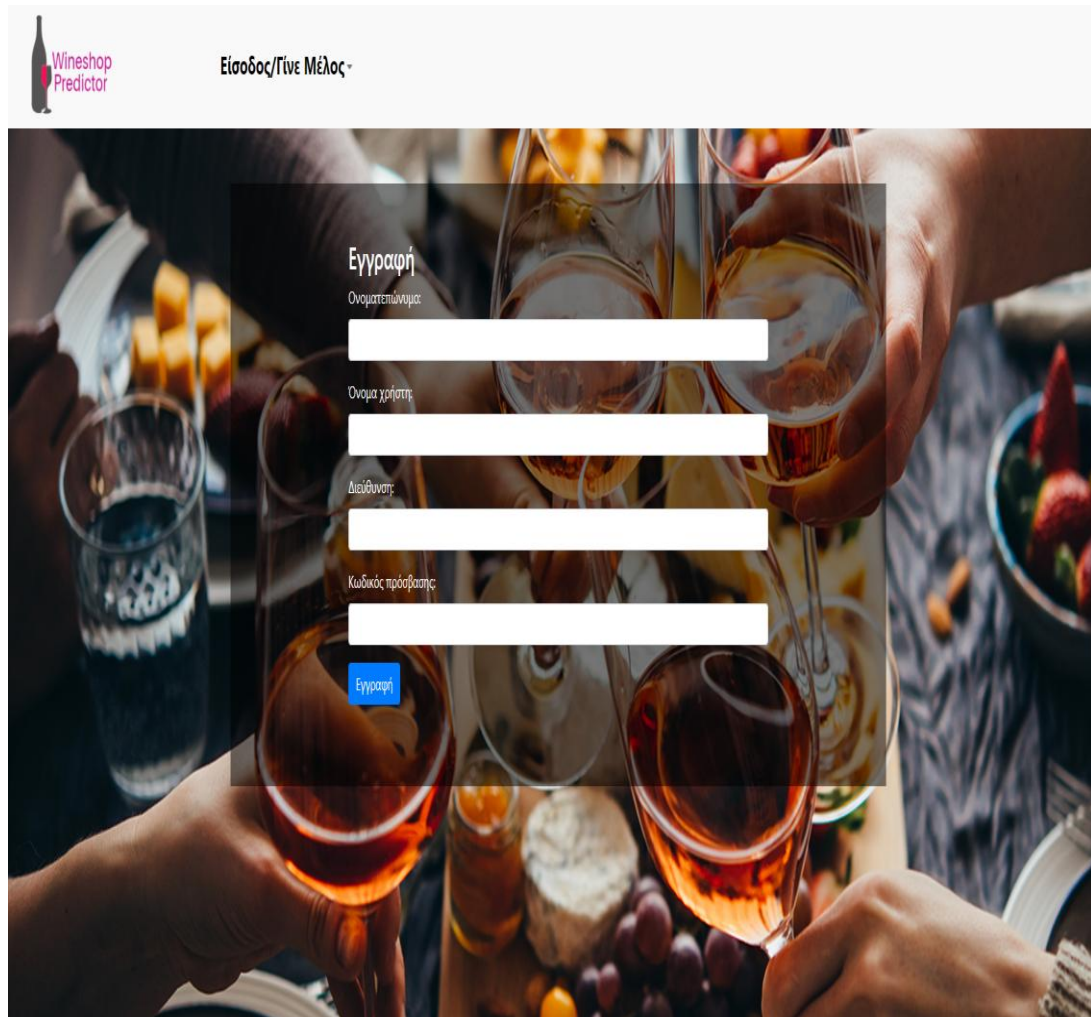 Wineshop
Predictor
Είσοδος/Γίνε Μέλος
Εγγραφή
Ονοματεπώνυμο:
Όνομα χρήστη:
Διεύθυνση:
Κωδικός πρόσβασης:
Εγγραφή